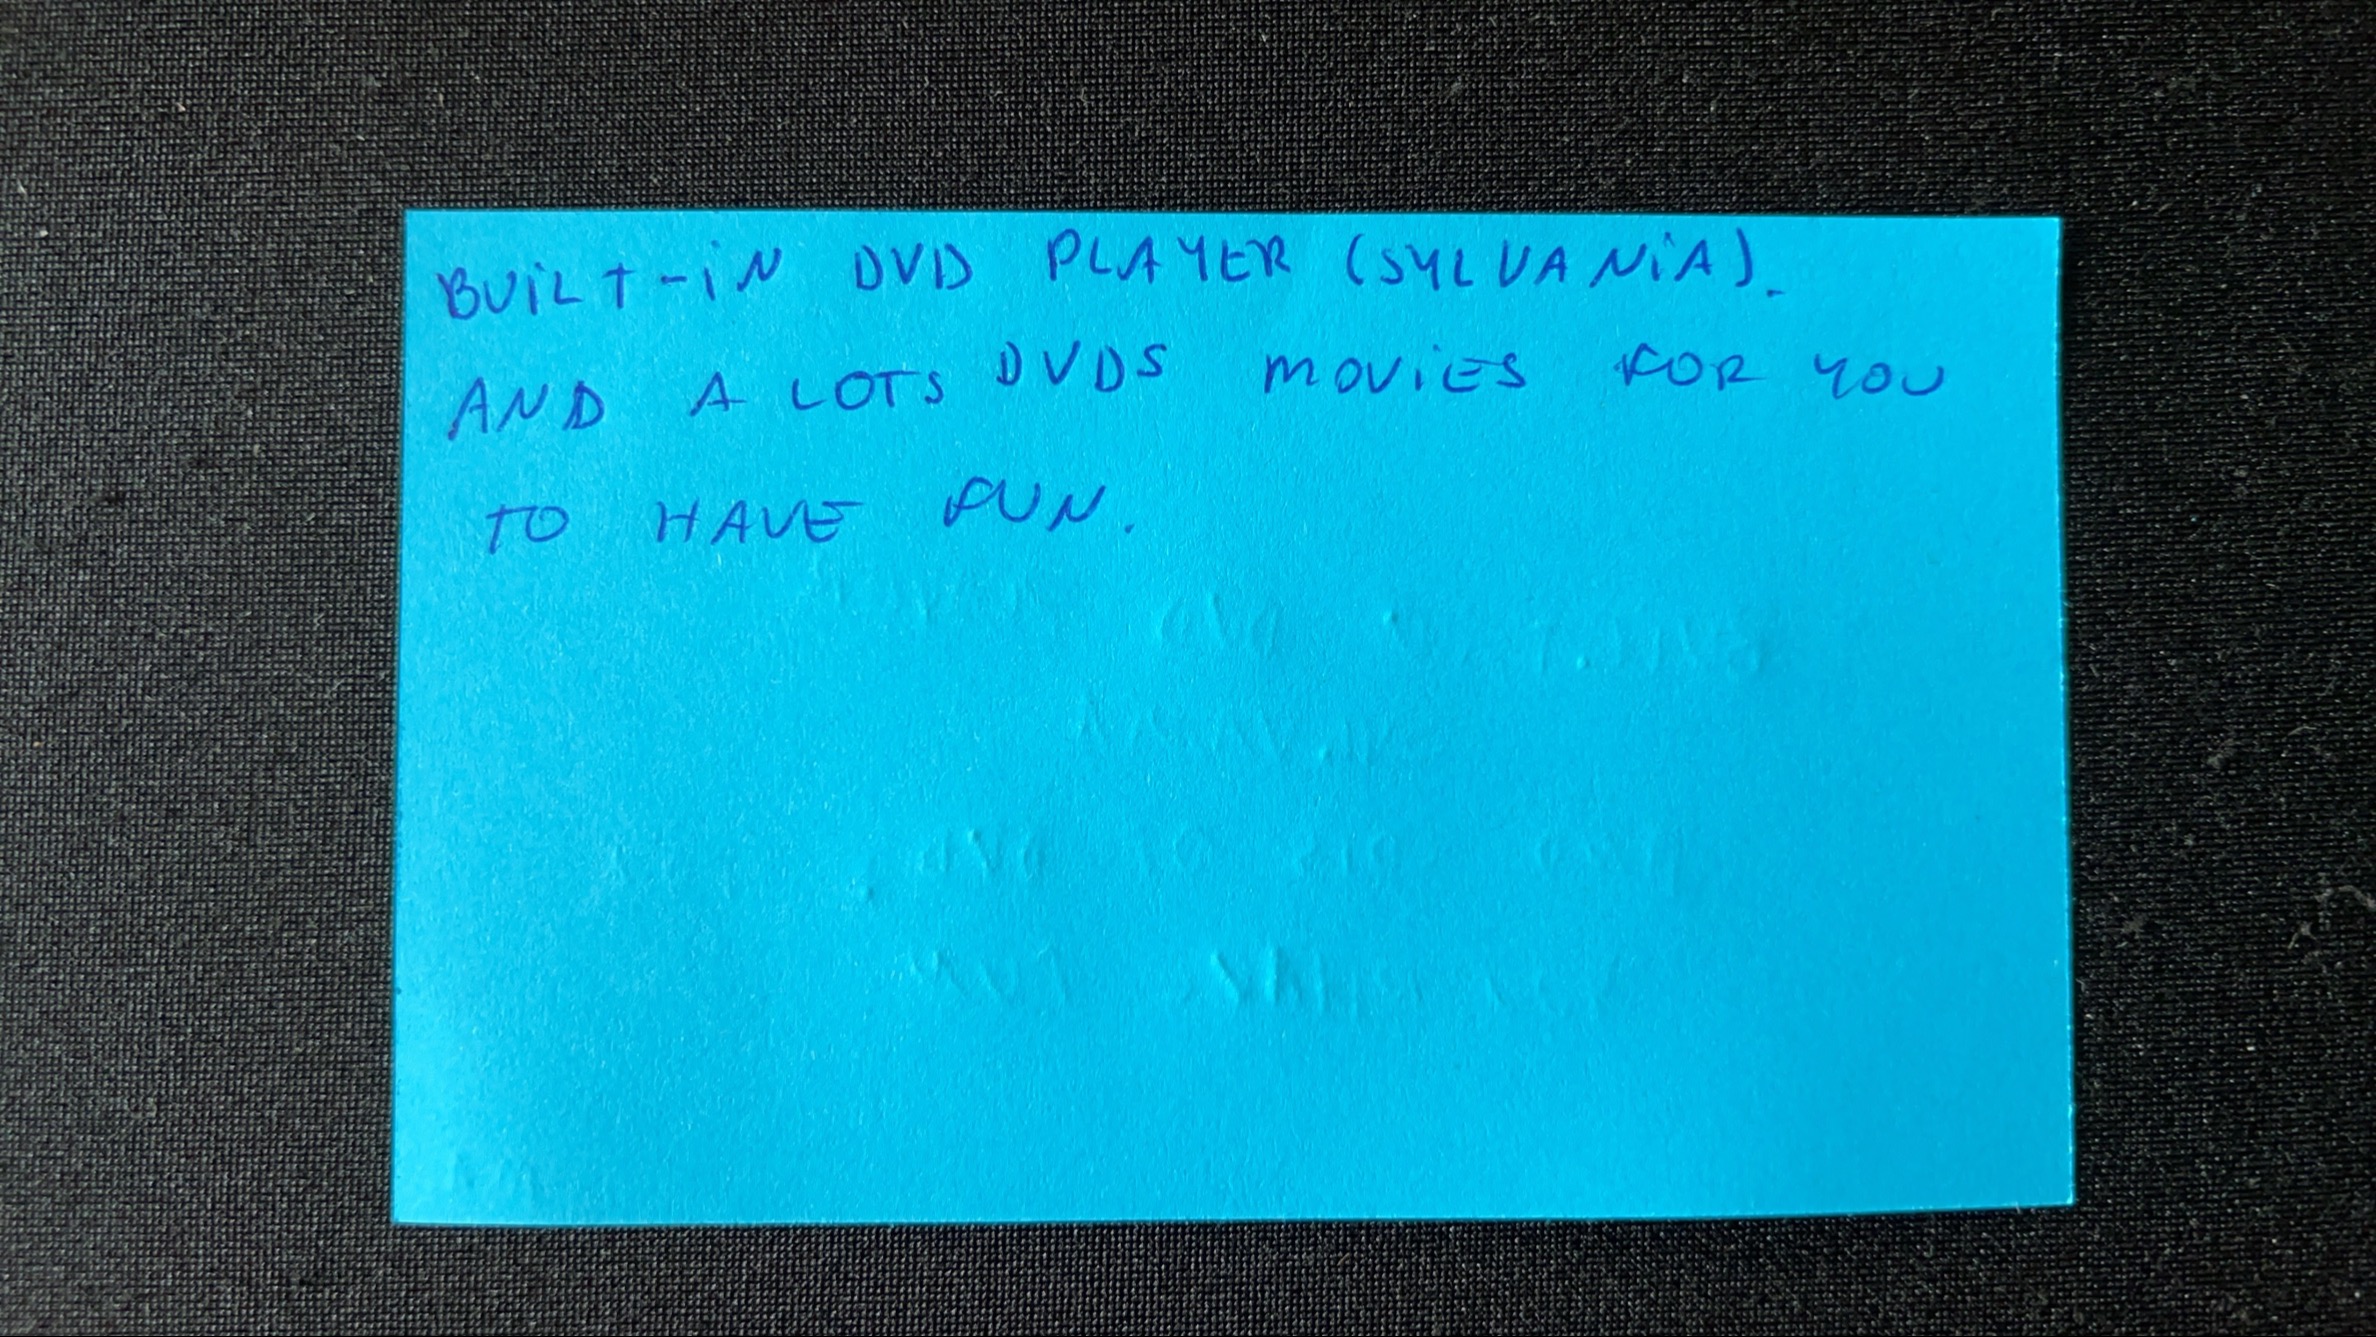 BUiLT-iN DVD PLAYER (SYLVANiA).
AND A LOTS DVDS MOViES FOR YOU
TO HAVE FUN.